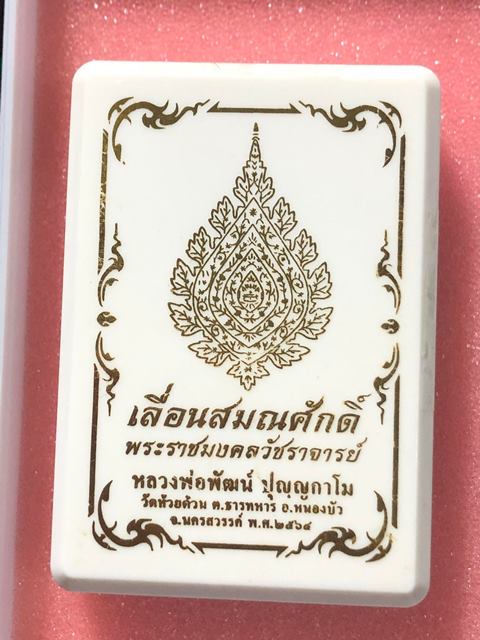 เลื่อนสมณศักดิ์
พระราชมงคลวัชราจารย์
หลวงพ่อพัฒน์ ปุญฺญกาโม
วัดห้วยด้วน ต.ธารทหาร อ.หนองบัว
จ.นครสวรรค์ พ.ศ.๒๕๖๔